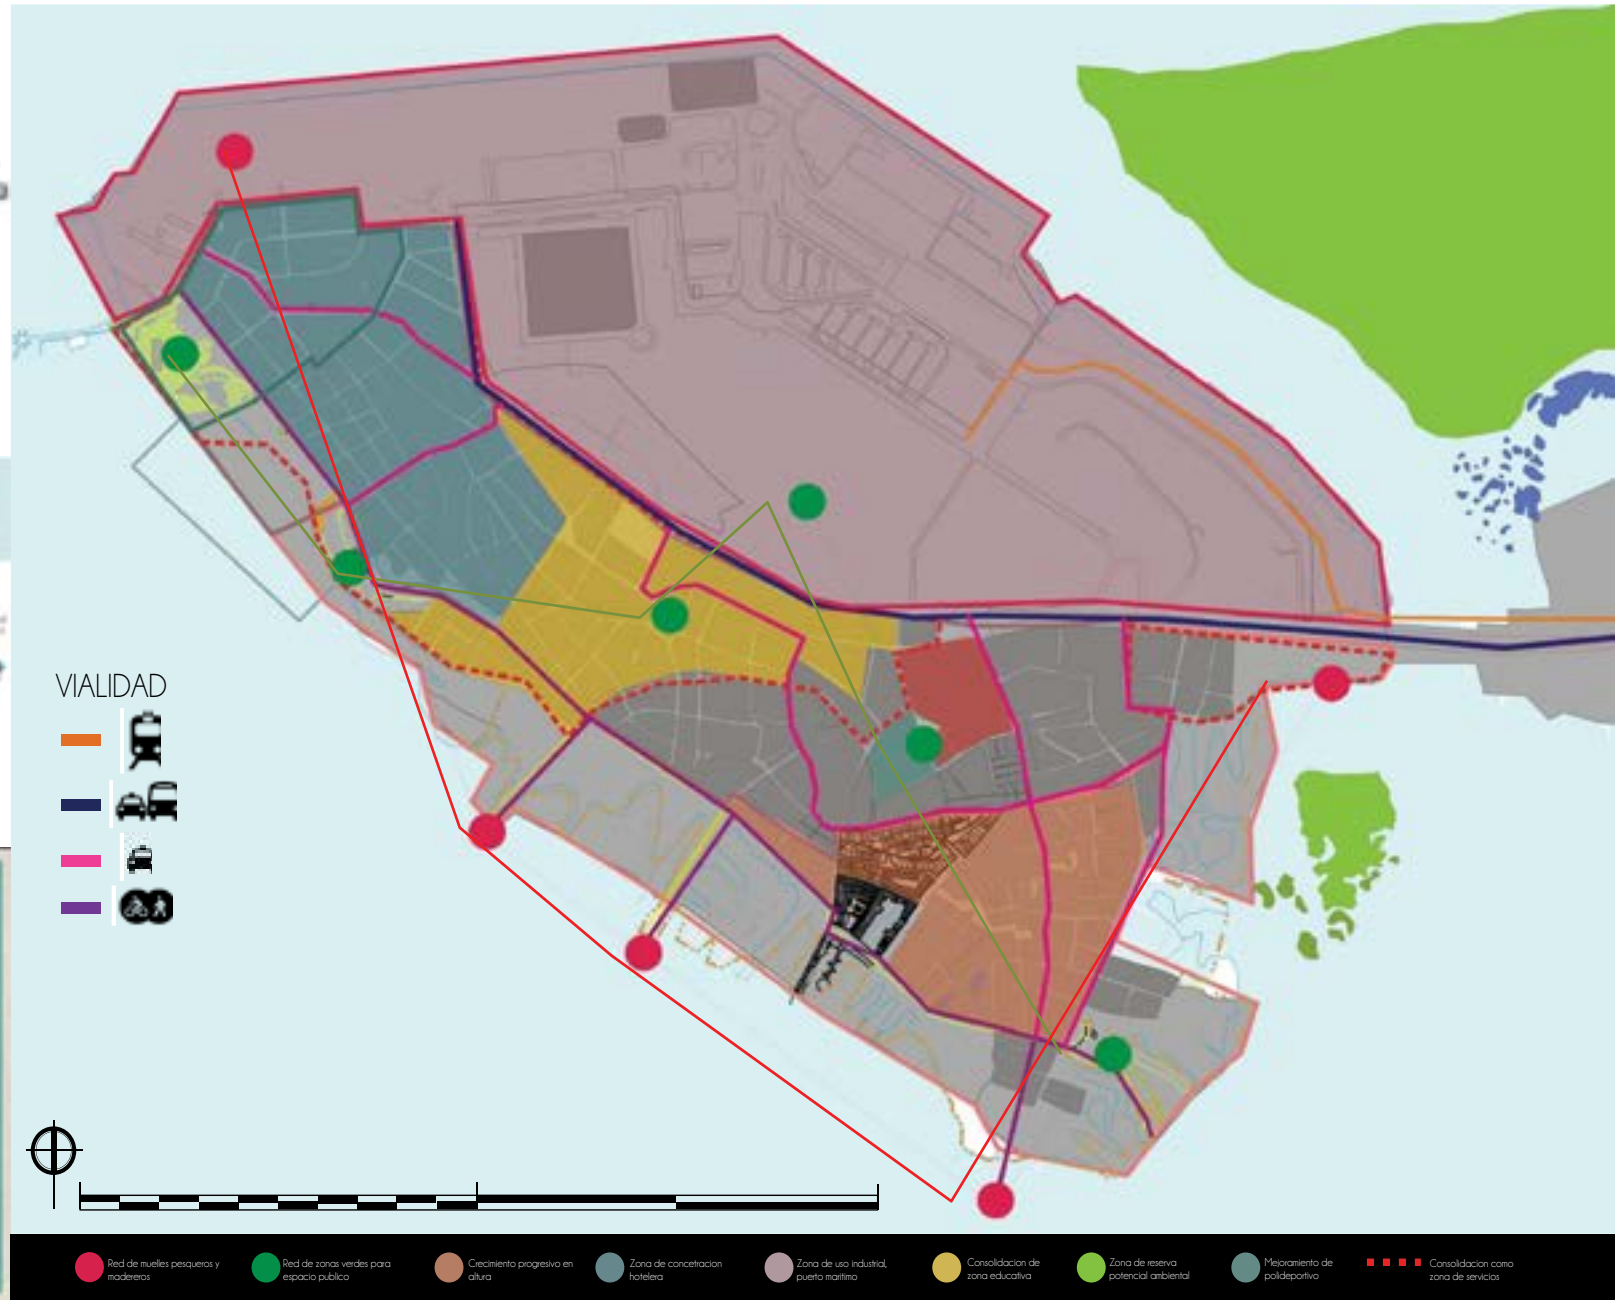 VIALIDAD
Red de muelles pesqueros y
madereros
Red de zonas verdes para
espacio publico
Crecimiento progresivo en
altura
Zona de concetracion
hotelera
Zona de uso industrial,
puerto maritimo
Consolidacion de
zona educativa
Zona de reserva
potencial ambiental
Mejoramiento de
polideportivo
Consolidacion como
zona de servicios